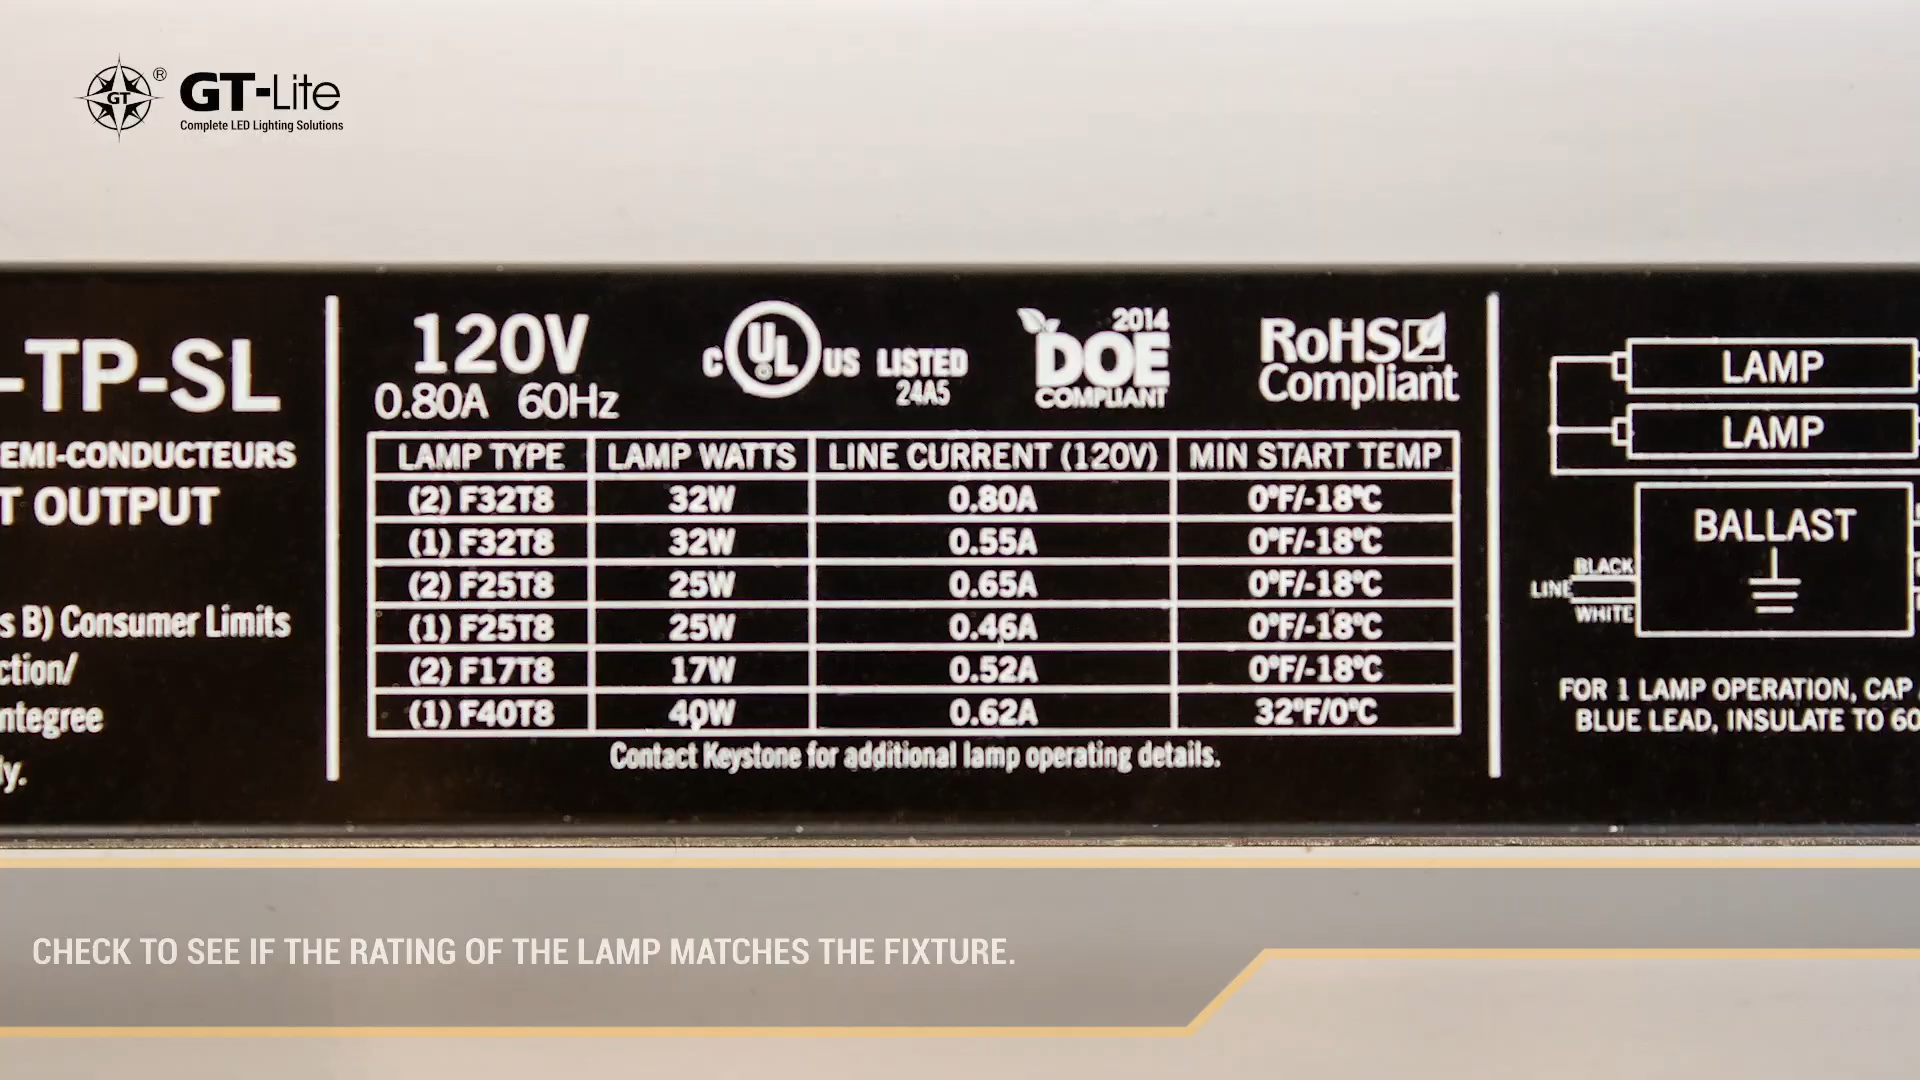 GT ® GT-Lite
Complete LED Lighting Solutions
-TP-SL
EMI-CONDUCTEURS
T OUTPUT
s B) Consumer Limits
ction/
ntegree
ly.
120V
0.80A 60Hz
C UL US LISTED
24A5
2014
DOE
COMPLIANT
RoHS
Compliant
LAMP TYPE LAMP WATTS LINE CURRENT (120V) MIN START TEMP
(2) F32T8 32W 0.80A 0°F/-18°C
(1) F32T8 32W 0.55A 0°F/-18°C
(2) F25T8 25W 0.65A 0°F/-18°C
(1) F25T8 25W 0.46A 0°F/-18°C
(2) F17T8 17W 0.52A 0°F/-18°C
(1) F40T8 40W 0.62A 32°F/0°C
Contact Keystone for additional lamp operating details.
LAMP
LAMP
BALLAST
BLACK
LINE
WHITE
FOR 1 LAMP OPERATION, CAP
BLUE LEAD, INSULATE TO 60
CHECK TO SEE IF THE RATING OF THE LAMP MATCHES THE FIXTURE.